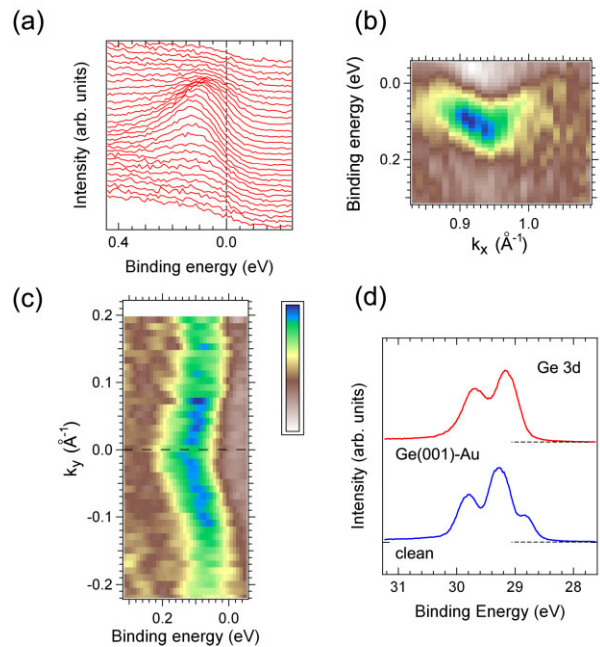 (a)
Intensity (arb. units)
0.4
0.0
Binding energy (eV)
(b)
Binding energy (eV)
0.0
0.2
0.9
1.0
kx (Å-1)
(c)
ky (Å-1)
0.2
0.1
0.0
-0.1
-0.2
0.2
0.0
Binding energy (eV)
(d)
Intensity (arb. units)
Ge 3d
Ge(001)-Au
clean
31
30
29
28
Binding Energy (eV)